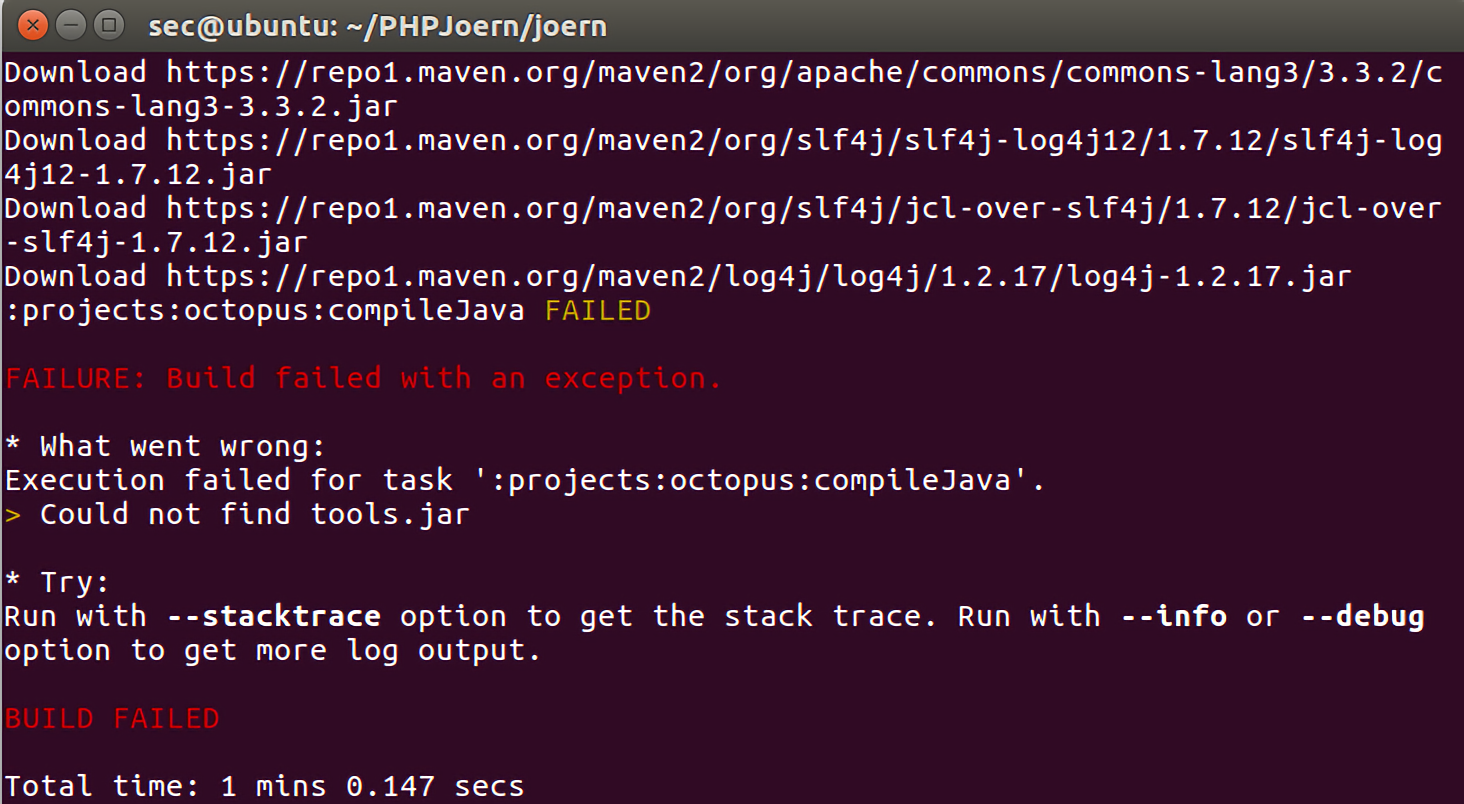 sec@ubuntu: ~/PHPJoern/joern
Download https://repo1.maven.org/maven2/org/apache/commons/commons-lang3/3.3.2/c
ommons-lang3-3.3.2.jar
Download https://repo1.maven.org/maven2/org/slf4j/slf4j-log4j12/1.7.12/slf4j-log
4j12-1.7.12.jar
Download https://repo1.maven.org/maven2/org/slf4j/jcl-over-slf4j/1.7.12/jcl-over
-slf4j-1.7.12.jar
Download https://repo1.maven.org/maven2/log4j/log4j/1.2.17/log4j-1.2.17.jar
:projects:octopus:compileJava FAILED
FAILURE: Build failed with an exception.
* What went wrong:
Execution failed for task ':projects:octopus:compileJava'.
> Could not find tools.jar
* Try:
Run with --stacktrace option to get the stack trace. Run with --info or --debug
option to get more log output.
BUILD FAILED
Total time: 1 mins 0.147 secs